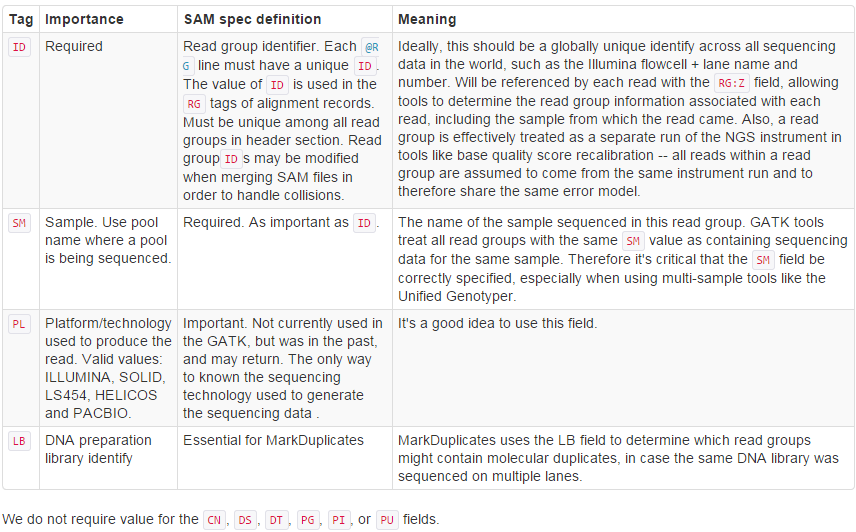 Tag Importance SAM spec definition Meaning
ID
Required
Read group identifier. Each @R
G line must have a unique ID .
The value of ID is used in the
RG tags of alignment records.
Must be unique among all read
groups in header section. Read
group ID s may be modified
when merging SAM files in
order to handle collisions.
Ideally, this should be a globally unique identify across all sequencing
data in the world, such as the Illumina flowcell + lane name and
number. Will be referenced by each read with the RG:Z field, allowing
tools to determine the read group information associated with each
read, including the sample from which the read came. Also, a read
group is effectively treated as a separate run of the NGS instrument in
tools like base quality score recalibration -- all reads within a read
group are assumed to come from the same instrument run and to
therefore share the same error model.
SM
Sample. Use pool
name where a pool
is being sequenced.
Required. As important as ID .
The name of the sample sequenced in this read group. GATK tools
treat all read groups with the same SM value as containing sequencing
data for the same sample. Therefore it's critical that the SM field be
correctly specified, especially when using multi-sample tools like the
Unified Genotyper.
PL
Platform/technology
used to produce the
read. Valid values:
ILLUMINA, SOLID,
LS454, HELICOS
and PACBIO.
Important. Not currently used in
the GATK, but was in the past,
and may return. The only way
to known the sequencing
technology used to generate
the sequencing data .
It's a good idea to use this field.
LB
DNA preparation
library identify
Essential for MarkDuplicates
MarkDuplicates uses the LB field to determine which read groups
might contain molecular duplicates, in case the same DNA library was
sequenced on multiple lanes.
We do not require value for the CN , DS , DT , PG , PI , or PU fields.